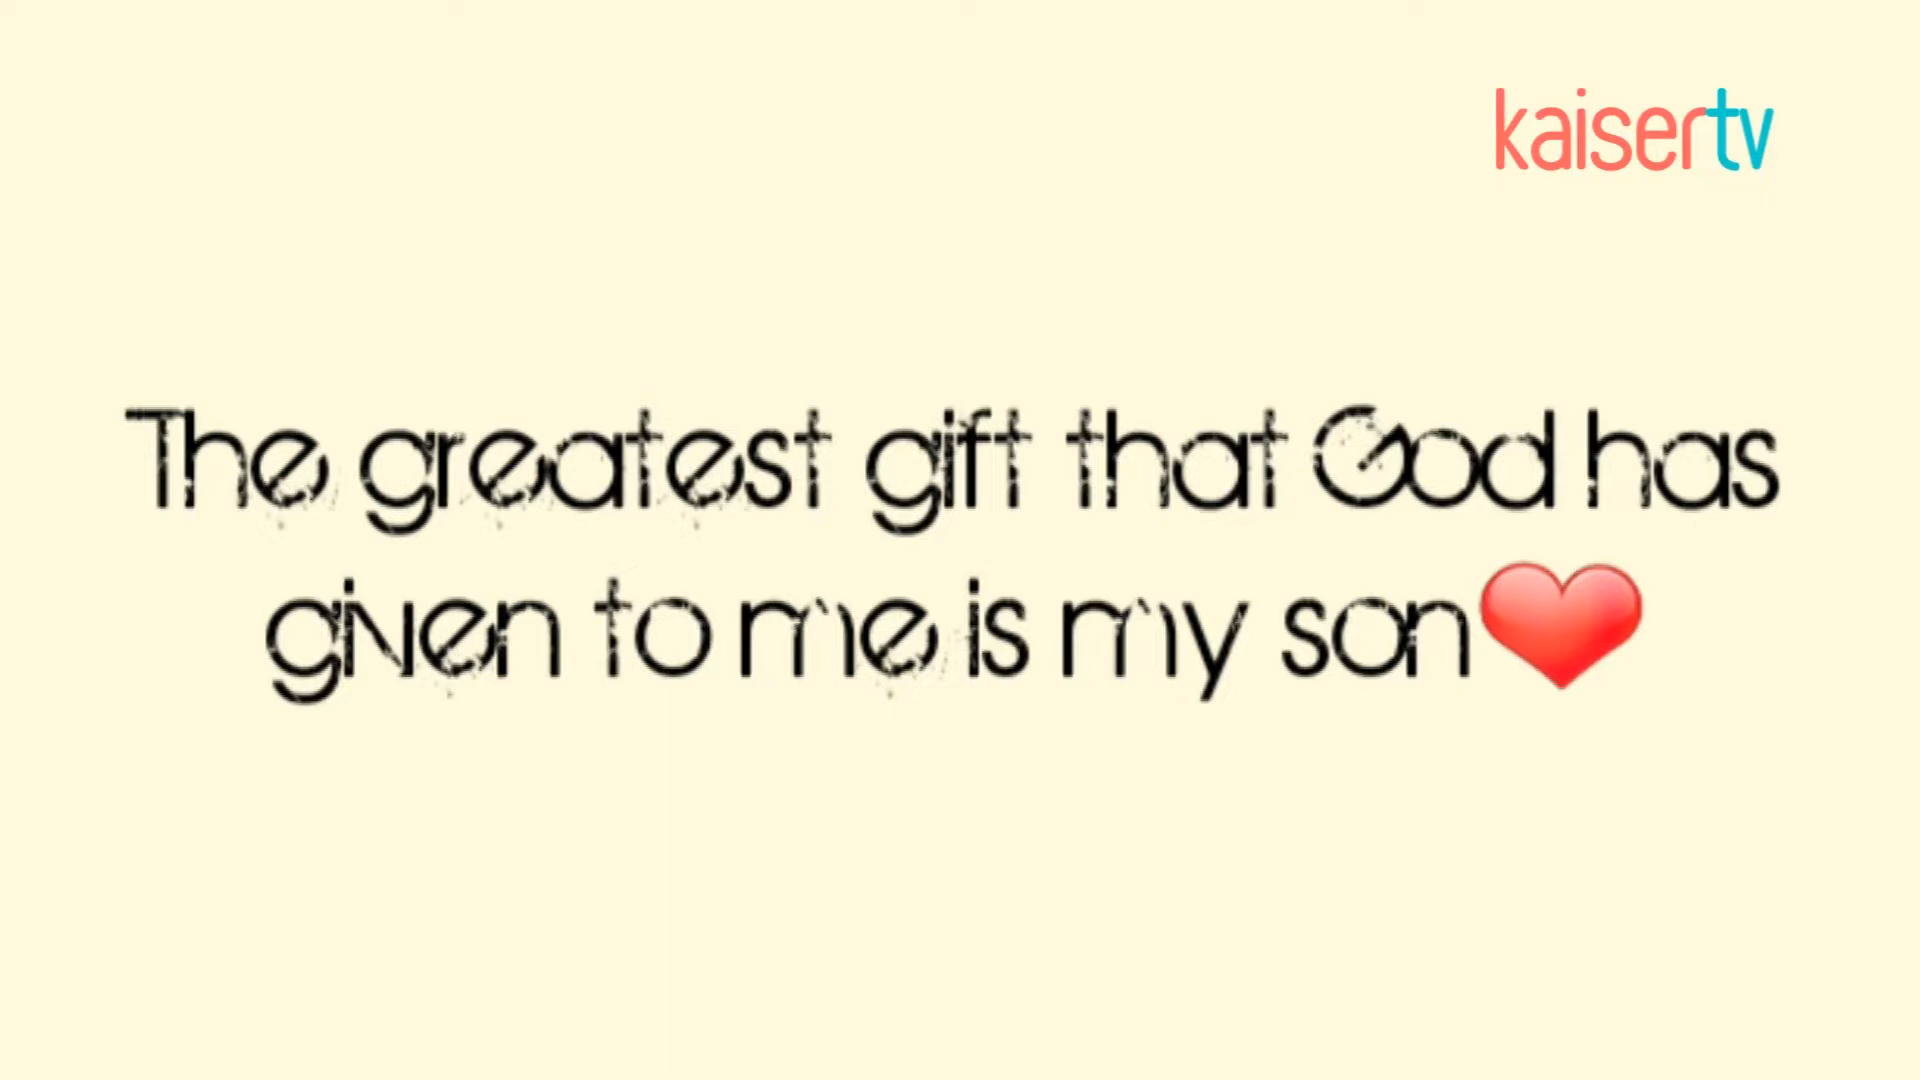 kaisertv
The greatest gift that God has
given to me is my son❤